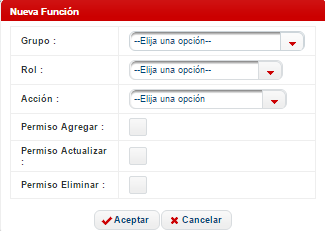 Nueva Función
Grupo : --Elija una opción--
Rol : --Elija una opción--
Acción : --Elija una opción
Permiso Agregar :
Permiso Actualizar
:
Permiso Eliminar :
Aceptar Cancelar